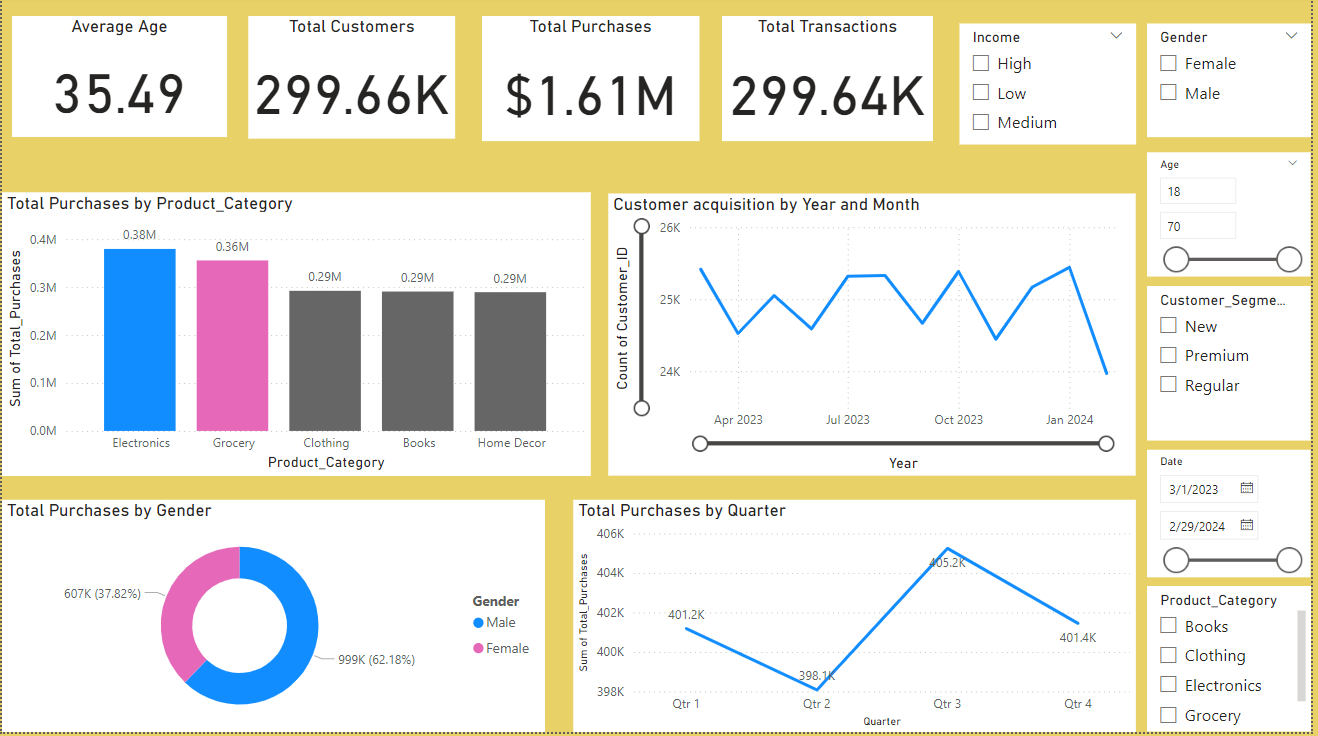 Average Age
35.49
Total Customers
299.66K
Total Purchases
$1.61M
Total Transactions
299.64K
Income
High
Low
Medium
Gender
Female
Male
Age
18
70
Total Purchases by Product_Category
Sum of Total_Purchases
0.4M
0.3M
0.2M
0.1M
0.0M
0.38M
0.36M
0.29M
0.29M
0.29M
Electronics
Grocery
Clothing
Books
Home Decor
Product_Category
Customer acquisition by Year and Month
Count of Customer_ID
26K
25K
24K
Apr 2023
Jul 2023
Oct 2023
Jan 2024
Year
Customer_Segme...
New
Premium
Regular
Date
3/1/2023
2/29/2024
Total Purchases by Gender
607K (37.82%)
999K (62.18%)
Gender
Male
Female
Total Purchases by Quarter
Sum of Total_Purchases
406K
404K
402K
400K
398K
401.2K
398.1K
405.2K
401.4K
Qtr 1
Qtr 2
Qtr 3
Qtr 4
Quarter
Product_Category
Books
Clothing
Electronics
Grocery